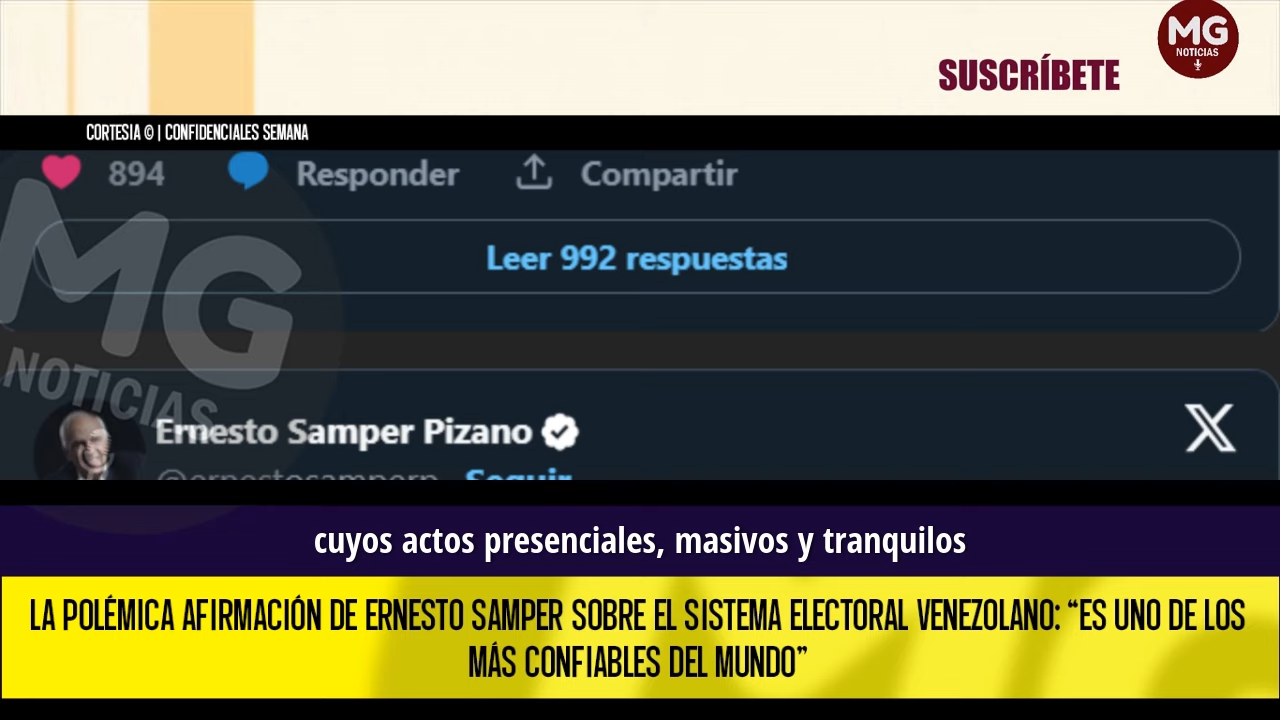 MG
NOTICIAS
SUSCRÍBETE
CORTESIA © | CONFIDENCIALES SEMANA
894 Responder Compartir
Leer 992 respuestas
MG
NOTICIAS
Ernesto Samper Pizano
@ernestosamperp Seguir
cuyos actos presenciales, masivos y tranquilos
LA POLÉMICA AFIRMACIÓN DE ERNESTO SAMPER SOBRE EL SISTEMA ELECTORAL VENEZOLANO: “ES UNO DE LOS
MÁS CONFIABLES DEL MUNDO”